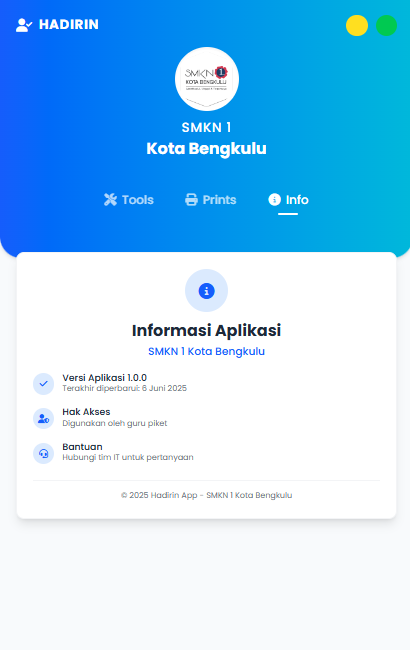 HADIRIN
SMKN 1
KOTA BENGKULU
SMKN 1
Kota Bengkulu
Tools Prints Info
Informasi Aplikasi
SMKN 1 Kota Bengkulu
Versi Aplikasi 1.0.0
Terakhir diperbarui: 6 Juni 2025
Hak Akses
Digunakan oleh guru piket
Bantuan
Hubungi tim IT untuk pertanyaan
© 2025 Hadirin App - SMKN 1 Kota Bengkulu